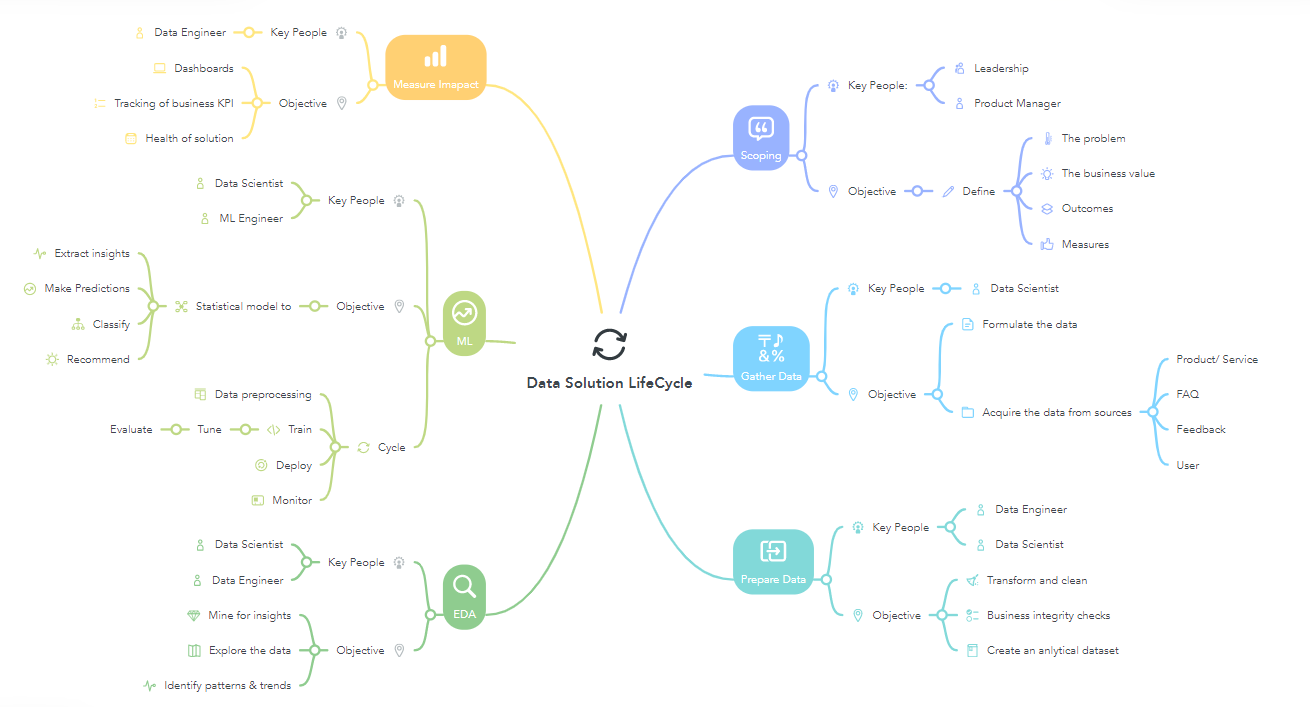 Data Solution LifeCycle
Scoping
Key People:
Leadership
Product Manager
Objective
Define
The problem
The business value
Outcomes
Measures
Gather Data
Key People
Data Scientist
Objective
Formulate the data
Acquire the data from sources
Product/ Service
FAQ
Feedback
User
Prepare Data
Key People
Data Engineer
Data Scientist
Objective
Transform and clean
Business integrity checks
Create an anlytical dataset
EDA
Key People
Data Scientist
Data Engineer
Objective
Mine for insights
Explore the data
Identify patterns & trends
ML
Key People
Data Scientist
ML Engineer
Objective
Statistical model to
Extract insights
Make Predictions
Classify
Recommend
Cycle
Data preprocessing
Train
Tune
Evaluate
Deploy
Monitor
Measure Imapact
Key People
Data Engineer
Objective
Dashboards
Tracking of business KPI
Health of solution